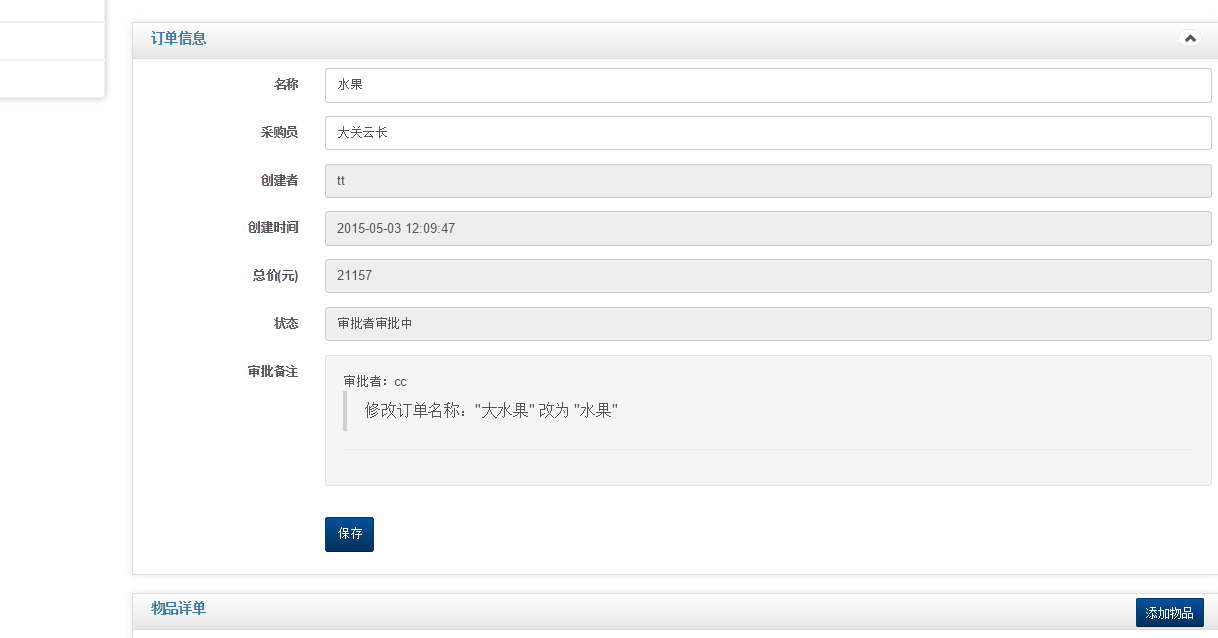 订单信息
名称 水果
采购员 大关云长
创建者 tt
创建时间 2015-05-03 12:09:47
总价(元) 21157
状态 审批者审批中
审批备注
审批者：cc
修改订单名称："大水果" 改为 "水果"
保存
物品详单 添加物品